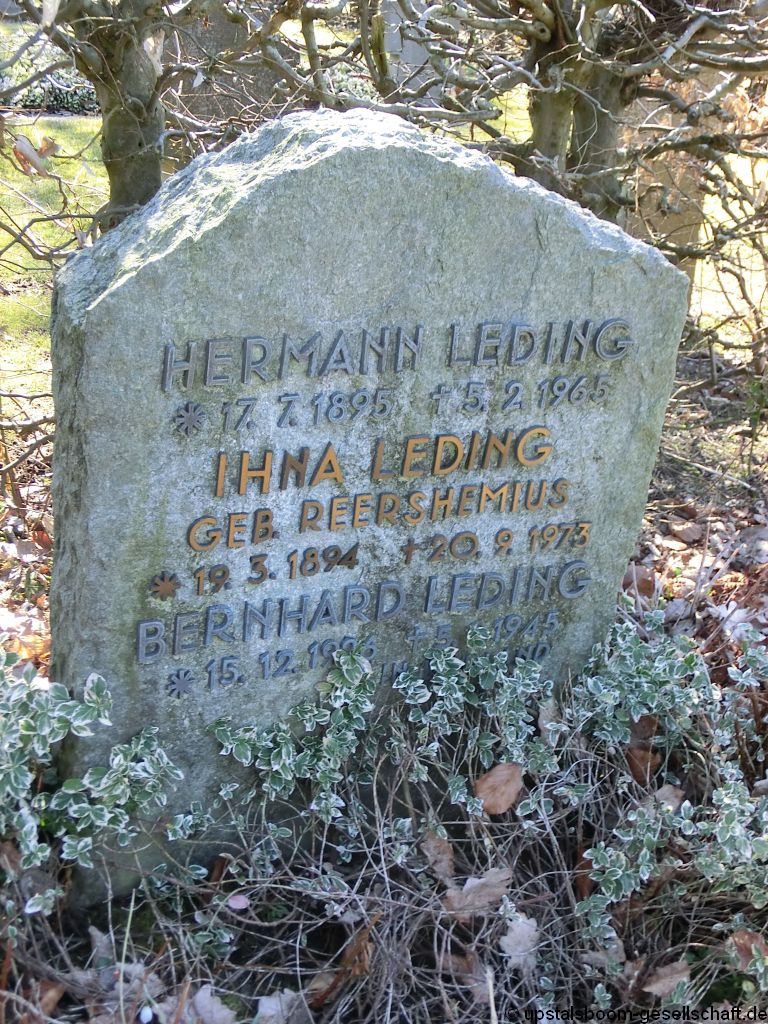 HERMANN LEDING
* 17. 7. 1895 † 5. 2. 1965
IHNA LEDING
GEB. REERSHEMIUS
* 19. 3. 1894 † 20. 9. 1973
BERNHARD LEDING
* 15. 12. † 5. 1945
© upstalsboom-gesellschaft.de